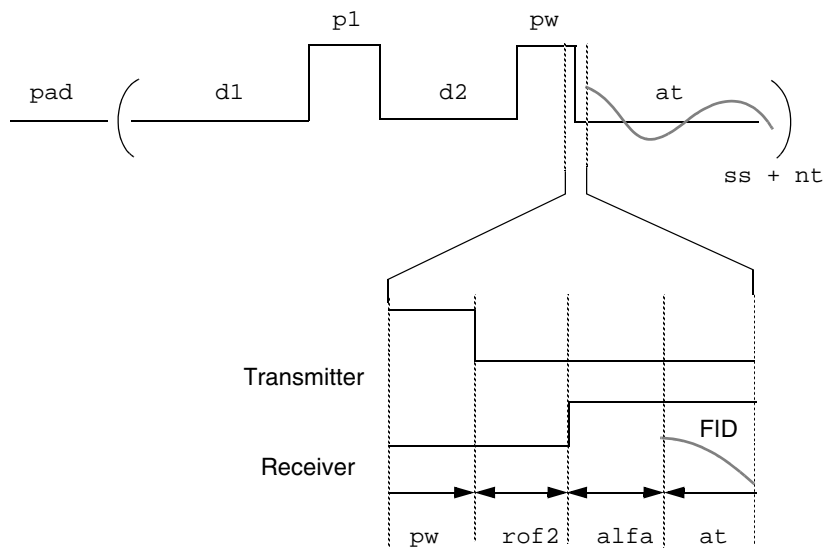 p1 pw
pad d1 d2 at
ss + nt
Transmitter
FID
Receiver
pw rof2 alfa at